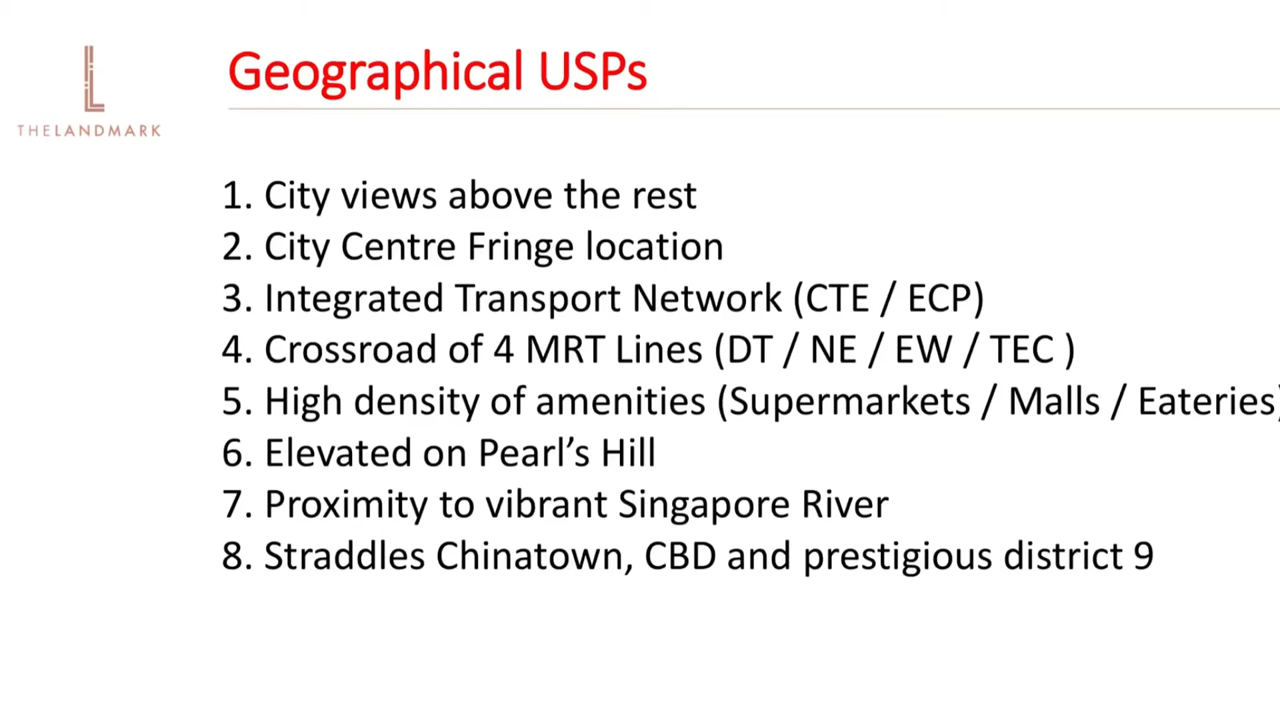 Geographical USPs
THELANDMARK
1. City views above the rest
2. City Centre Fringe location
3. Integrated Transport Network (CTE / ECP)
4. Crossroad of 4 MRT Lines (DT / NE / EW / TEC )
5. High density of amenities (Supermarkets / Malls / Eateries)
6. Elevated on Pearl's Hill
7. Proximity to vibrant Singapore River
8. Straddles Chinatown, CBD and prestigious district 9